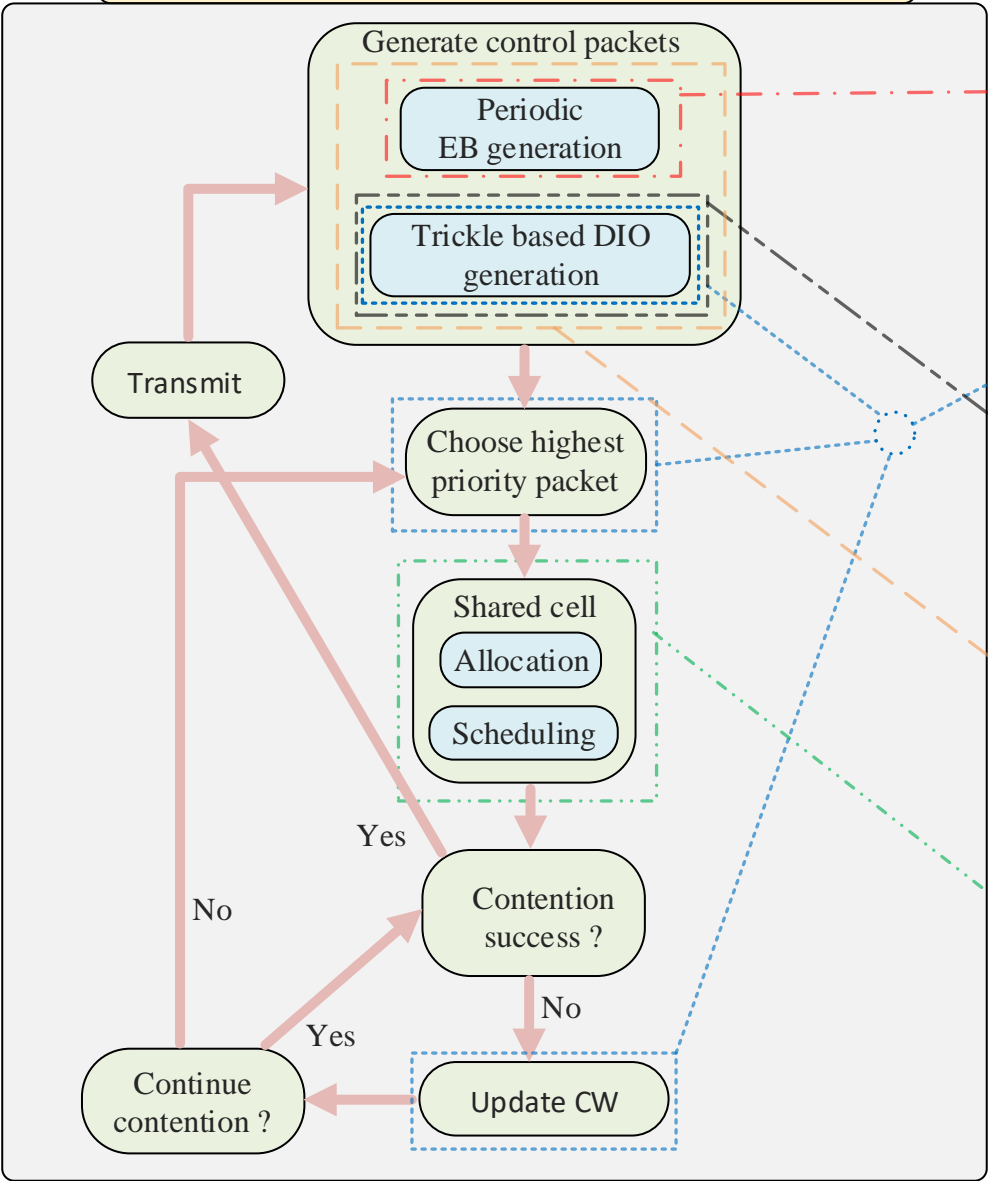 Generate control packets
Periodic
EB generation
Trickle based DIO
generation
Transmit
Choose highest
priority packet
Shared cell
Allocation
Scheduling
Yes
Contention
success ?
No
No
Yes
Continue
contention ?
Update CW